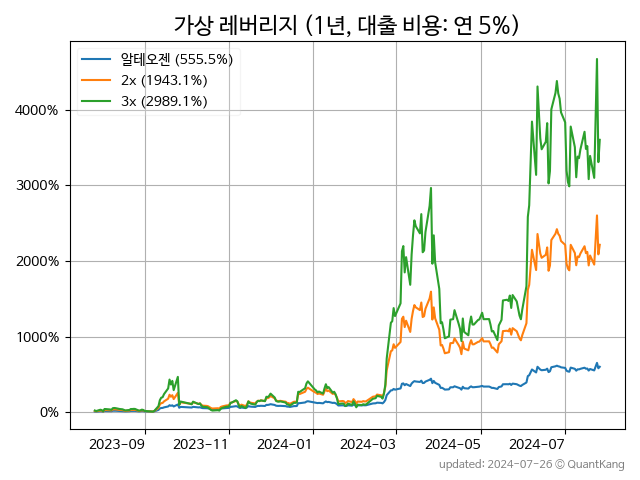 가상 레버리지 (1년, 대출 비용: 연 5%)
알테오젠 (555.5%)
2x (1943.1%)
3x (2989.1%)
4000%
3000%
2000%
1000%
0%
2023-09 2023-11 2024-01 2024-03 2024-05 2024-07
updated: 2024-07-26 © QuantKang